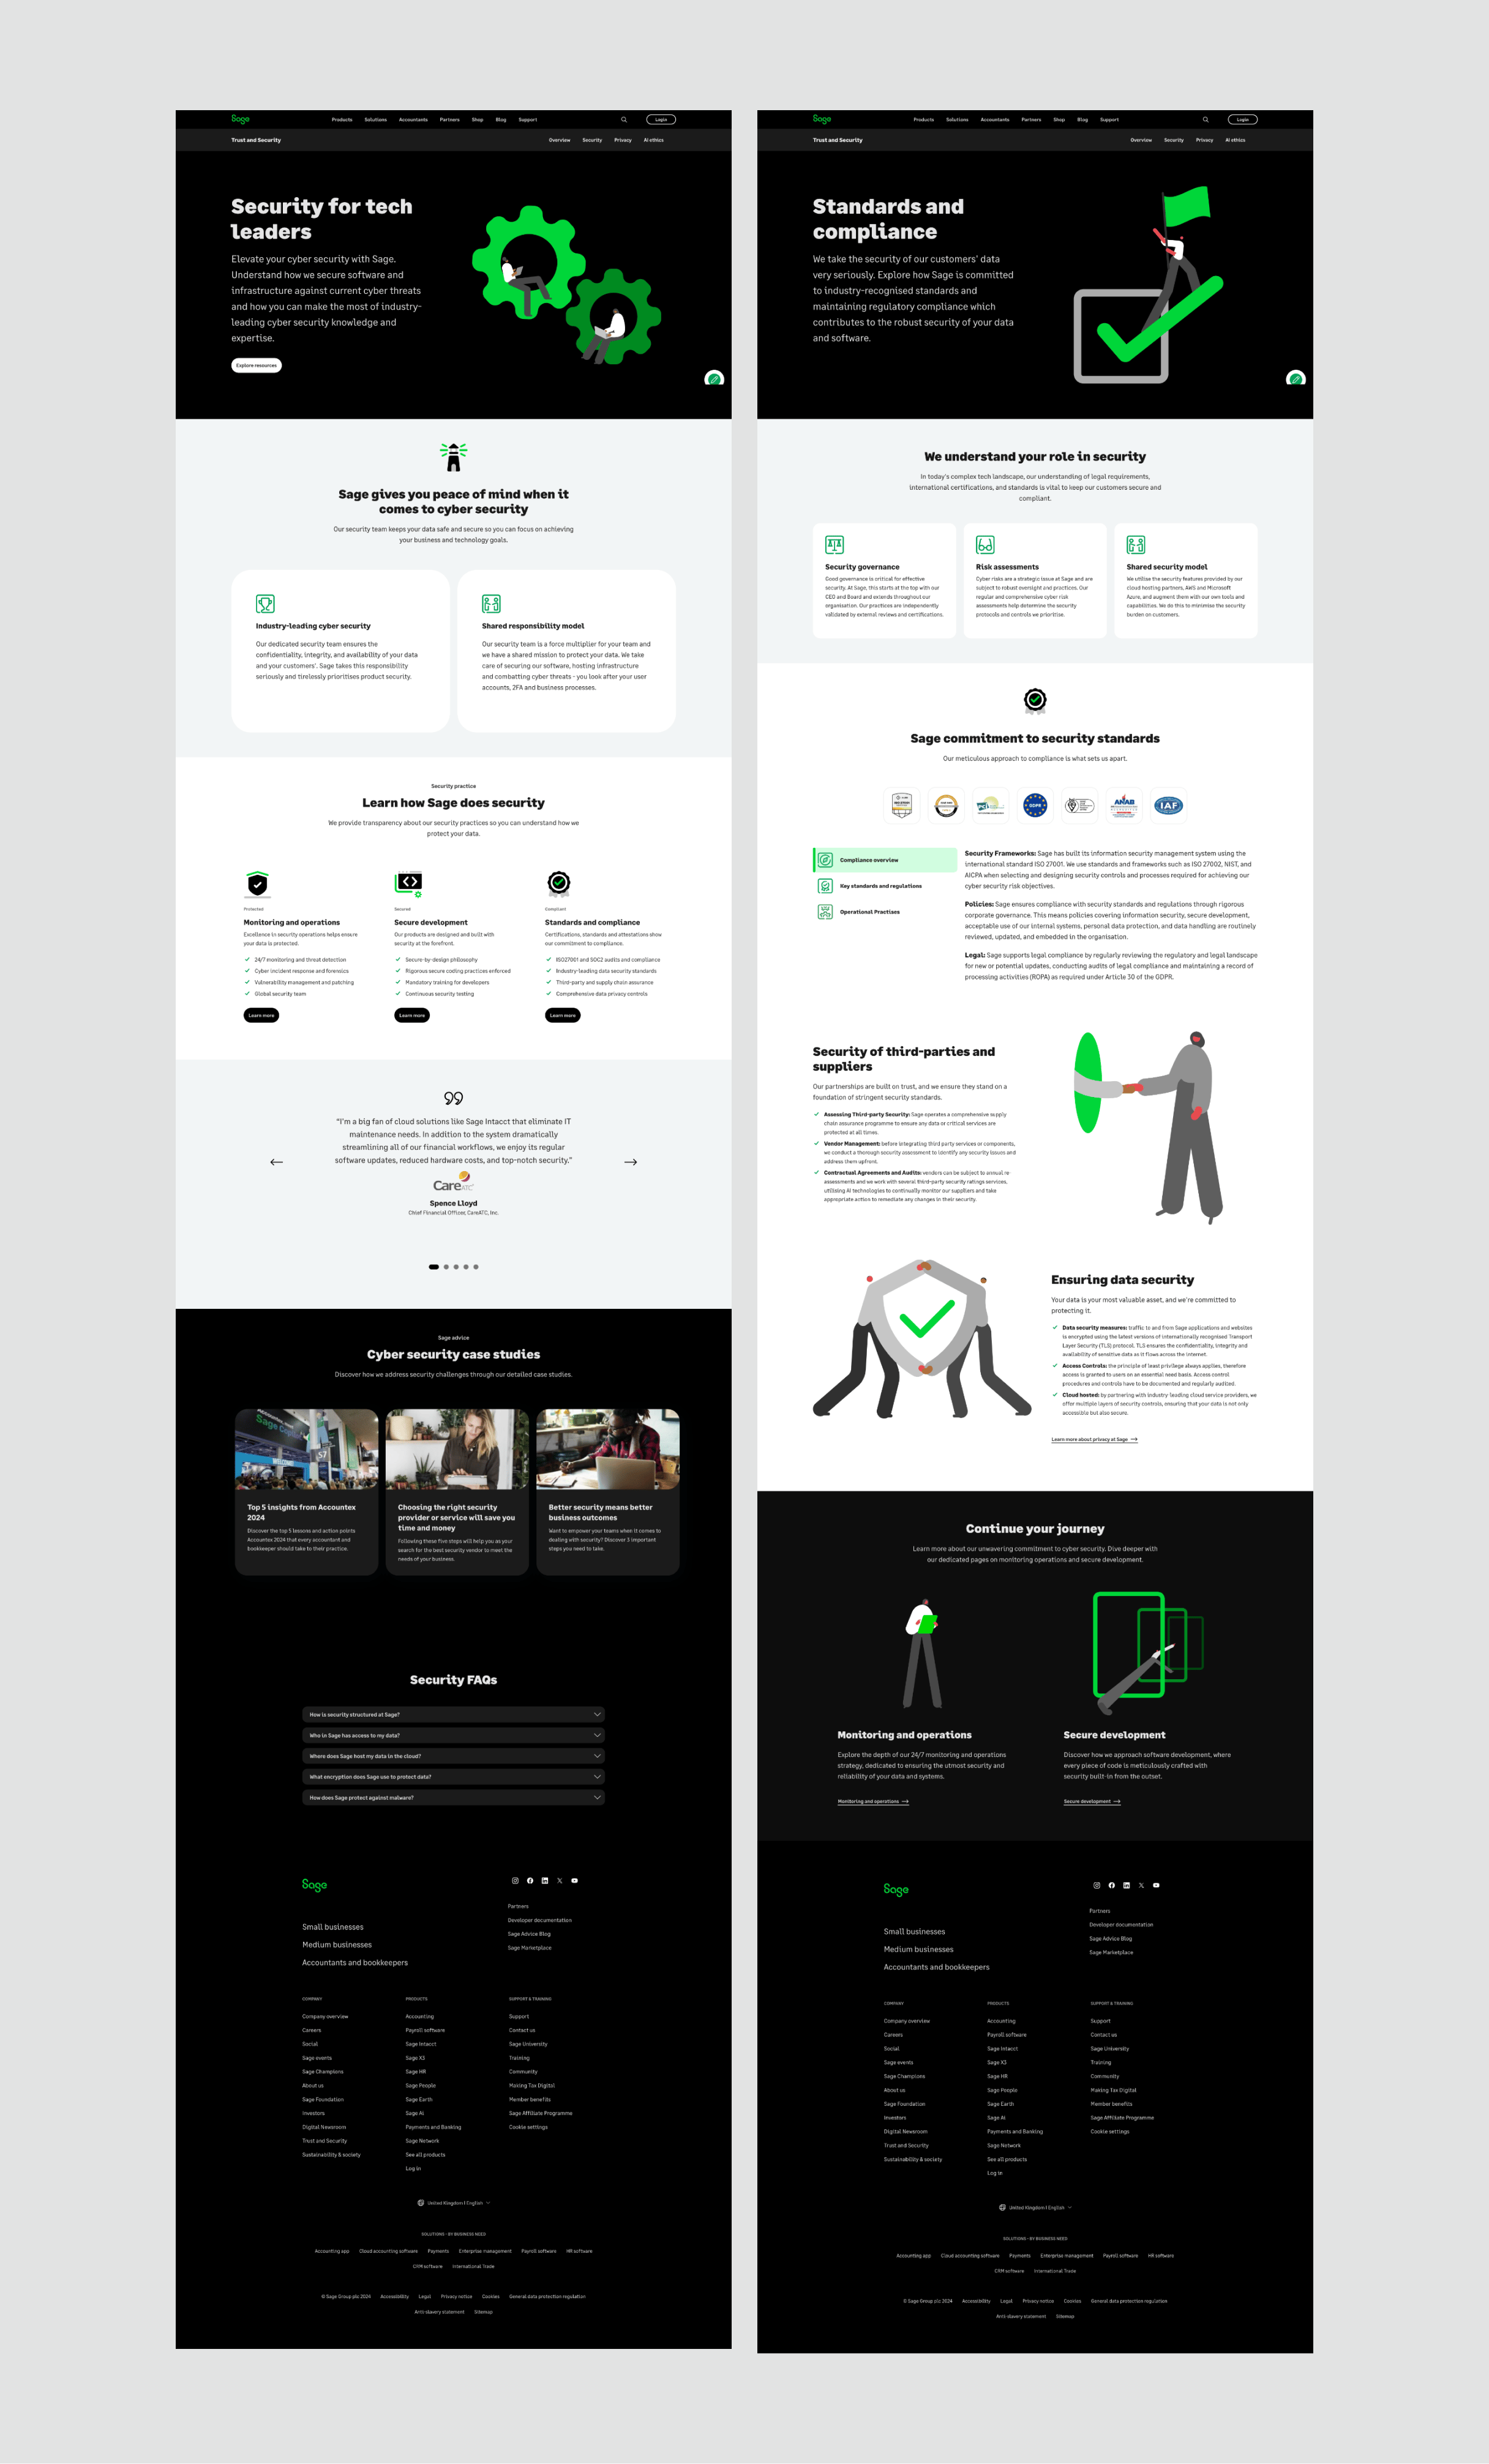 Sage
Products Solutions Accountants Partners Shop Blog Support
Login
Trust and Security
Overview Security Privacy AI ethics
Security for tech
leaders
Elevate your cyber security with Sage.
Understand how we secure software and
infrastructure against current cyber threats
and how you can make the most of industry-
leading cyber security knowledge and
expertise.
Explore resources
Sage gives you peace of mind when it
comes to cyber security
Our security team keeps your data safe and secure so you can focus on achieving
your business and technology goals.
Industry-leading cyber security
Our dedicated security team ensures the
confidentiality, integrity, and availability of your data
and your customers'. Sage takes this responsibility
seriously and tirelessly prioritises product security.
Shared responsibility model
Our security team is a force multiplier for your team and
we have a shared mission to protect your data. We take
care of securing our software, hosting infrastructure
and combatting cyber threats - you look after your user
accounts, 2FA and business processes.
Security practice
Learn how Sage does security
We provide transparency about our security practices so you can understand how we
protect your data.
Protected
Monitoring and operations
Excellence in security operations helps ensure
your data is protected.
24/7 monitoring and threat detection
Cyber incident response and forensics
Vulnerability management and patching
Global security team
Learn more
Secured
Secure development
Our products are designed and built with
security at the forefront.
Secure-by-design philosophy
Rigorous secure coding practices enforced
Mandatory training for developers
Continuous security testing
Learn more
Compliant
Standards and compliance
Certifications, standards and attestations show
our commitment to compliance.
ISO27001 and SOC2 audits and compliance
Industry-leading data security standards
Third-party and supply chain assurance
Comprehensive data privacy controls
Learn more
"I'm a big fan of cloud solutions like Sage Intacct that eliminate IT
maintenance needs. In addition to the system dramatically
streamlining all of our financial workflows, we enjoy its regular
software updates, reduced hardware costs, and top-notch security."
CareATC
Spence Lloyd
Chief Financial Officer, CareATC, Inc.
Sage advice
Cyber security case studies
Discover how we address security challenges through our detailed case studies.
WELCOME
S7
Top 5 insights from Accountex
2024
Discover the top 5 lessons and action points
Accountex 2024 that every accountant and
bookkeeper should take to their practice.
Choosing the right security
provider or service will save you
time and money
Following these five steps will help you as your
search for the best security vendor to meet the
needs of your business.
Better security means better
business outcomes
Want to empower your teams when it comes to
dealing with security? Discover 3 important
steps you need to take.
Security FAQs
How is security structured at Sage?
Who in Sage has access to my data?
Where does Sage host my data in the cloud?
What encryption does Sage use to protect data?
How does Sage protect against malware?
Sage
Small businesses
Medium businesses
Accountants and bookkeepers
Partners
Developer documentation
Sage Advice Blog
Sage Marketplace
COMPANY
Company overview
Careers
Social
Sage events
Sage Champions
About us
Sage Foundation
Investors
Digital Newsroom
Trust and Security
Sustainability & society
PRODUCTS
Accounting
Payroll software
Sage Intacct
Sage X3
Sage HR
Sage People
Sage Earth
Sage Ai
Payments and Banking
Sage Network
See all products
Log in
SUPPORT & TRAINING
Support
Contact us
Sage University
Training
Community
Making Tax Digital
Member benefits
Sage Affiliate Programme
Cookie settings
United Kingdom | English
SOLUTIONS - BY BUSINESS NEED
Accounting app Cloud accounting software Payments Enterprise management Payroll software HR software
CRM software International Trade
© Sage Group plc 2024 Accessibility Legal Privacy notice Cookies General data protection regulation
Anti-slavery statement Sitemap
Sage
Products Solutions Accountants Partners Shop Blog Support
Login
Trust and Security
Overview Security Privacy AI ethics
Standards and
compliance
We take the security of our customers' data
very seriously. Explore how Sage is committed
to industry-recognised standards and
maintaining regulatory compliance which
contributes to the robust security of your data
and software.
We understand your role in security
In today's complex tech landscape, our understanding of legal requirements,
international certifications, and standards is vital to keep our customers secure and
compliant.
Security governance
Good governance is critical for effective
security. At Sage, this starts at the top with our
CEO and Board and extends throughout our
organisation. Our practices are independently
validated by external reviews and certifications.
Risk assessments
Cyber risks are a strategic issue at Sage and are
subject to robust oversight and practices. Our
regular and comprehensive cyber risk
assessments help determine the security
protocols and controls we prioritise.
Shared security model
We utilise the security features provided by our
cloud hosting partners, AWS and Microsoft
Azure, and augment them with our own tools and
capabilities. We do this to minimise the security
burden on customers.
Sage commitment to security standards
Our meticulous approach to compliance is what sets us apart.
GDPR
ANAB
IAF
Compliance overview
Key standards and regulations
Operational Practises
Security Frameworks: Sage has built its information security management system using the
international standard ISO 27001. We use standards and frameworks such as ISO 27002, NIST, and
AICPA when selecting and designing security controls and processes required for achieving our
cyber security risk objectives.
Policies: Sage ensures compliance with security standards and regulations through rigorous
corporate governance. This means policies covering information security, secure development,
acceptable use of our internal systems, personal data protection, and data handling are routinely
reviewed, updated, and embedded in the organisation.
Legal: Sage supports legal compliance by regularly reviewing the regulatory and legal landscape
for new or potential updates, conducting audits of legal compliance and maintaining a record of
processing activities (ROPA) as required under Article 30 of the GDPR.
Security of third-parties and
suppliers
Our partnerships are built on trust, and we ensure they stand on a
foundation of stringent security standards.
Assessing Third-party Security: Sage operates a comprehensive supply
chain assurance programme to ensure any data or critical services are
protected at all times.
Vendor Management: before integrating third party services or components,
we conduct a thorough security assessment to identify any security issues and
address them upfront.
Contractual Agreements and Audits: vendors can be subject to annual re-
assessments and we work with several third-party security ratings services,
utilising AI technologies to continually monitor our suppliers and take
appropriate action to remediate any changes in their security.
Ensuring data security
Your data is your most valuable asset, and we're committed to
protecting it.
Data security measures: traffic to and from Sage applications and websites
is encrypted using the latest versions of internationally recognised Transport
Layer Security (TLS) protocol. TLS ensures the confidentiality, integrity and
availability of sensitive data as it flows across the internet.
Access Controls: the principle of least privilege always applies, therefore
access is granted to users on an essential need basis. Access control
procedures and controls have to be documented and regularly audited.
Cloud hosted: by partnering with industry leading cloud service providers, we
offer multiple layers of security controls, ensuring that your data is not only
accessible but also secure.
Learn more about privacy at Sage
Continue your journey
Learn more about our unwavering commitment to cyber security. Dive deeper with
our dedicated pages on monitoring operations and secure development.
Monitoring and operations
Explore the depth of our 24/7 monitoring and operations
strategy, dedicated to ensuring the utmost security and
reliability of your data and systems.
Monitoring and operations
Secure development
Discover how we approach software development, where
every piece of code is meticulously crafted with
security built-in from the outset.
Secure development
Sage
Small businesses
Medium businesses
Accountants and bookkeepers
Partners
Developer documentation
Sage Advice Blog
Sage Marketplace
COMPANY
Company overview
Careers
Social
Sage events
Sage Champions
About us
Sage Foundation
Investors
Digital Newsroom
Trust and Security
Sustainability & society
PRODUCTS
Accounting
Payroll software
Sage Intacct
Sage X3
Sage HR
Sage People
Sage Earth
Sage Ai
Payments and Banking
Sage Network
See all products
Log in
SUPPORT & TRAINING
Support
Contact us
Sage University
Training
Community
Making Tax Digital
Member benefits
Sage Affiliate Programme
Cookie settings
United Kingdom | English
SOLUTIONS - BY BUSINESS NEED
Accounting app Cloud accounting software Payments Enterprise management Payroll software HR software
CRM software International Trade
© Sage Group plc 2024 Accessibility Legal Privacy notice Cookies General data protection regulation
Anti-slavery statement Sitemap